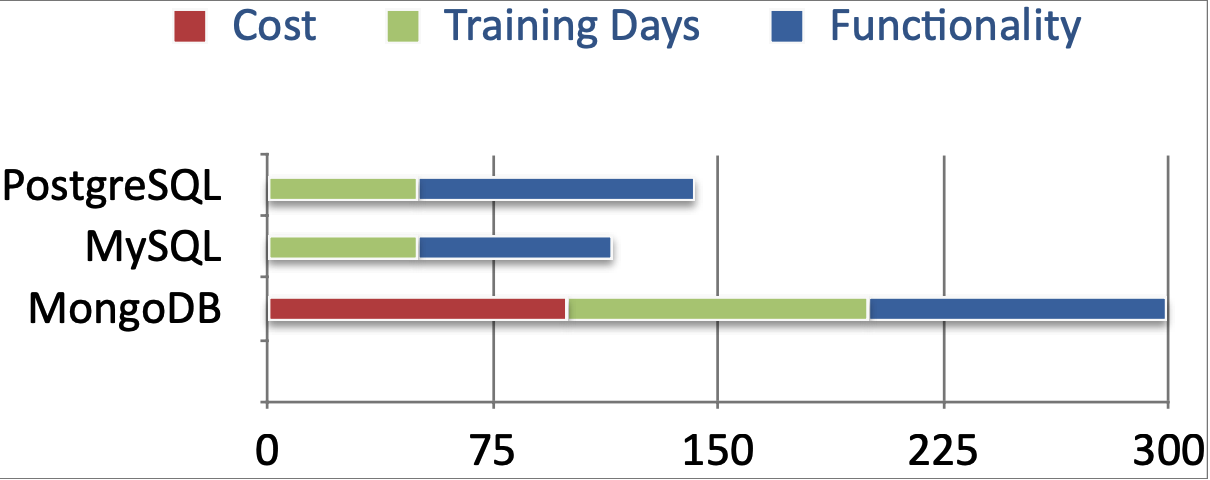 Cost Training Days Functionality
PostgreSQL
MySQL
MongoDB
0 75 150 225 300